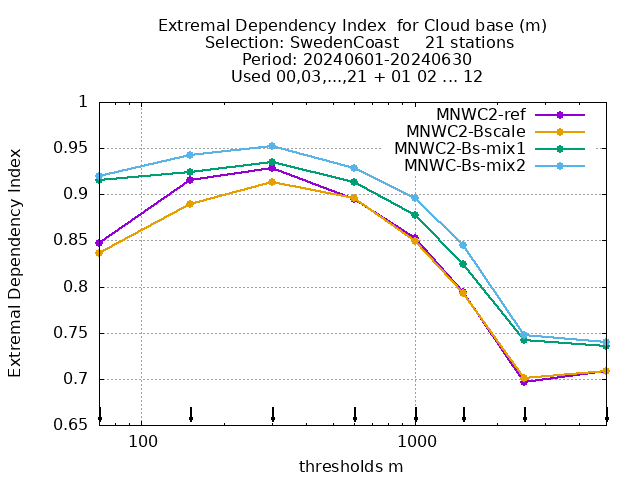 Extremal Dependency Index  for Cloud base (m)
Selection: SwedenCoast     21 stations
Period: 20240601-20240630
Used 00,03,...,21 + 01 02 ... 12
MNWC2-ref
MNWC2-Bscale
MNWC2-Bs-mix1
MNWC-Bs-mix2
Extremal Dependency Index
1
0.95
0.9
0.85
0.8
0.75
0.7
0.65
100
1000
thresholds m